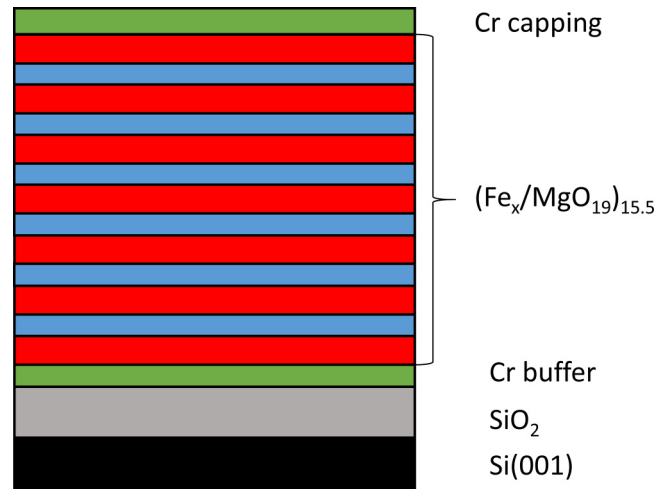 Cr capping
(Feₓ/MgO₁₉)₁₅.₅
Cr buffer
SiO₂
Si(001)